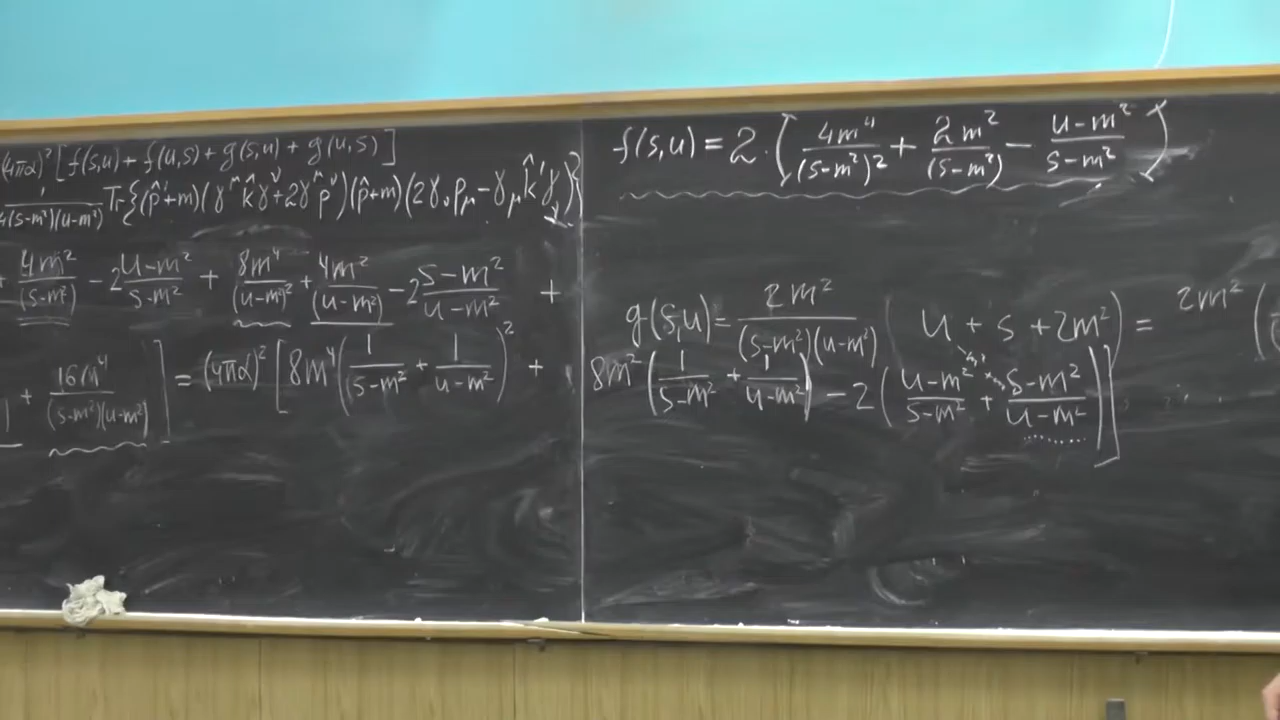 (4πα)² [f(s,u) + f(u,s) + g(s,u) + g(u,s)]
1/(4(s-m²)(u-m²)) Tr{(p̂'+m)(γ^μ k̂ γ^ν + 2γ^μ p^ν)(p̂+m)(2γ_ν p_μ - γ_μ k̂' γ_ν)}
+ 4m²/(s-m²) - 2 (u-m²)/(s-m²) + 8m⁴/(u-m²)² + 4m²/(u-m²) - 2 (s-m²)/(u-m²) +
+ 16m⁴/((s-m²)(u-m²)) ] = (4πα)² [8m⁴ (1/(s-m²) + 1/(u-m²))² +
f(s,u) = 2 · (4m⁴/(s-m²)² + 2m²/(s-m²) - (u-m²)/(s-m²))
g(s,u) = 2m²/((s-m²)(u-m²)) (u + s + 2m²) = 2m² (
8m² (1/(s-m²) + 1/(u-m²)) - 2 ((u-m²)/(s-m²) + (s-m²)/(u-m²))]